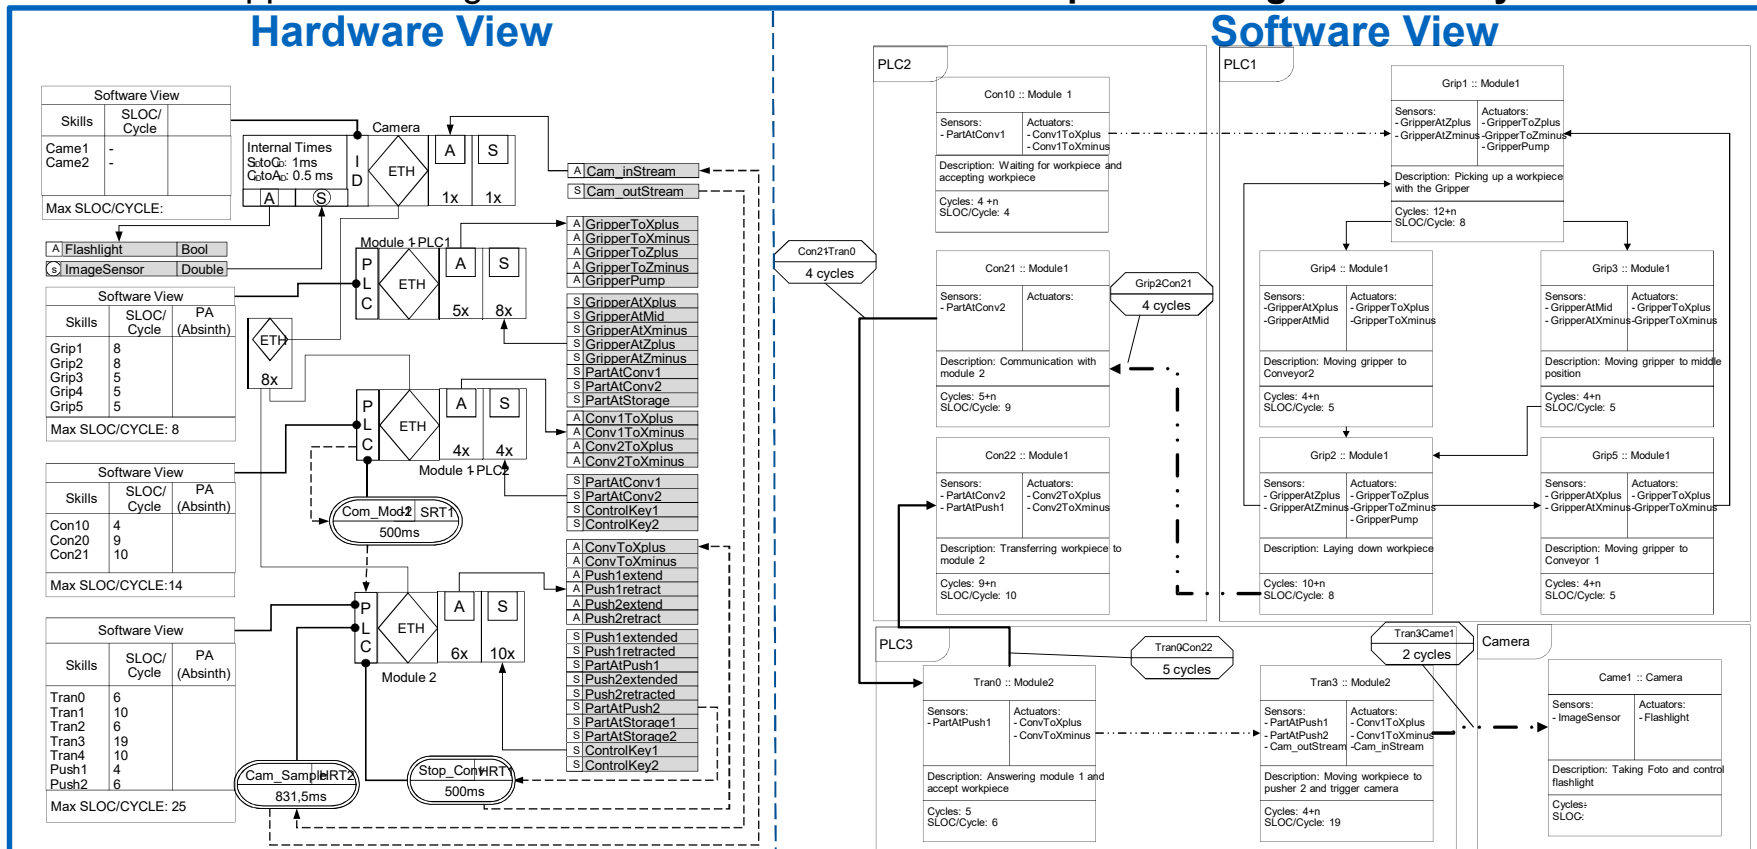 Hardware View
Software View
Software View
Skills
SLOC/
Cycle
Came1 -
Came2 -
Max SLOC/CYCLE:
Camera
Internal Times
1ms
0.5 ms
A
S
I
D
ETH
A
S
1x
1x
A Flashlight Bool
S ImageSensor Double
A Cam_inStream
S Cam_outStream
Software View
Skills
SLOC/
Cycle
PA
(Absinth)
Grip1 8
Grip2 8
Grip3 5
Grip4 5
Grip5 5
Max SLOC/CYCLE: 8
Module 1-PLC1
P
L
C
ETH
A
S
5x
8x
ETH
8x
A GripperToXplus
A GripperToXminus
A GripperToZplus
A GripperToZminus
A GripperPump
S GripperAtXplus
S GripperAtMid
S GripperAtXminus
S GripperAtZplus
S GripperAtZminus
S PartAtConv1
S PartAtConv2
S PartAtStorage
Software View
Skills
SLOC/
Cycle
PA
(Absinth)
Con10 4
Con20 9
Con21 10
Max SLOC/CYCLE:14
P
L
C
ETH
A
S
4x
4x
Module 1-PLC2
A Conv1ToXplus
A Conv1ToXminus
A Conv2ToXplus
A Conv2ToXminus
S PartAtConv1
S PartAtConv2
S ControlKey1
S ControlKey2
SRT1
500ms
Software View
Skills
SLOC/
Cycle
PA
(Absinth)
Tran0 6
Tran1 10
Tran2 6
Tran3 19
Tran4 10
Push1 4
Push2 6
Max SLOC/CYCLE: 25
P
L
C
ETH
A
S
6x
10x
Module 2
A ConvToXplus
A ConvToXminus
A Push1extend
A Push1retract
A Push2extend
A Push2retract
S Push1extended
S Push1retracted
S PartAtPush1
S Push2extended
S Push2retracted
S PartAtPush2
S PartAtStorage1
S PartAtStorage2
S ControlKey1
S ControlKey2
Cam_Sample HRT2
831,5ms
Stop_Conv HRT1
500ms
PLC2
Con10 :: Module 1
Sensors:
- PartAtConv1
Actuators:
- Conv1ToXplus
- Conv1ToXminus
Description: Waiting for workpiece and
accepting workpiece
Cycles: 4 +n
SLOC/Cycle: 4
Con21Tran0
4 cycles
Con21 :: Module1
Sensors:
- PartAtConv2
Actuators:
Description: Communication with
module 2
Cycles: 5+n
SLOC/Cycle: 9
Grip2Con21
4 cycles
Con22 :: Module1
Sensors:
- PartAtConv2
- PartAtPush1
Actuators:
- Conv2ToXplus
- Conv2ToXminus
Description: Transferring workpiece to
module 2
Cycles: 9+n
SLOC/Cycle: 10
PLC1
Grip1 :: Module1
Sensors:
- GripperAtZplus
- GripperAtZminus
Actuators:
- GripperToZplus
-GripperToZminus
- GripperPump
Description: Picking up a workpiece
with the Gripper
Cycles: 12+n
SLOC/Cycle: 8
Grip4 :: Module1
Sensors:
-GripperAtXplus
-GripperAtMid
Actuators:
- GripperToXplus
-GripperToXminus
Description: Moving gripper to
Conveyor2
Cycles: 4+n
SLOC/Cycle: 5
Grip3 :: Module1
Sensors:
- GripperAtMid
- GripperAtXminus
Actuators:
- GripperToXplus
-GripperToXminus
Description: Moving gripper to middle
position
Cycles: 4+n
SLOC/Cycle: 5
Grip2 :: Module1
Sensors:
- GripperAtZplus
- GripperAtZminus
Actuators:
- GripperToZplus
-GripperToZminus
- GripperPump
Description: Laying down workpiece
Cycles: 10+n
SLOC/Cycle: 8
Grip5 :: Module1
Sensors:
- GripperAtXplus
- GripperAtXminus
Actuators:
- GripperToXplus
-GripperToXminus
Description: Moving gripper to
Conveyor 1
Cycles: 4+n
SLOC/Cycle: 5
PLC3
Tran0Con22
5 cycles
Tran3Came1
2 cycles
Tran0 :: Module2
Sensors:
- PartAtPush1
Actuators:
- ConvToXplus
- ConvToXminus
Description: Answering module 1 and
accept workpiece
Cycles: 5
SLOC/Cycle: 6
Tran3 :: Module2
Sensors:
- PartAtPush1
- PartAtPush2
- Cam_outStream
Actuators:
- Conv1ToXplus
- Conv1ToXminus
-Cam_inStream
Description: Moving workpiece to
pusher 2 and trigger camera
Cycles: 4+n
SLOC/Cycle: 19
Camera
Came1 :: Camera
Sensors:
- ImageSensor
Actuators:
- Flashlight
Description: Taking Foto and control
flashlight
Cycles:
SLOC: